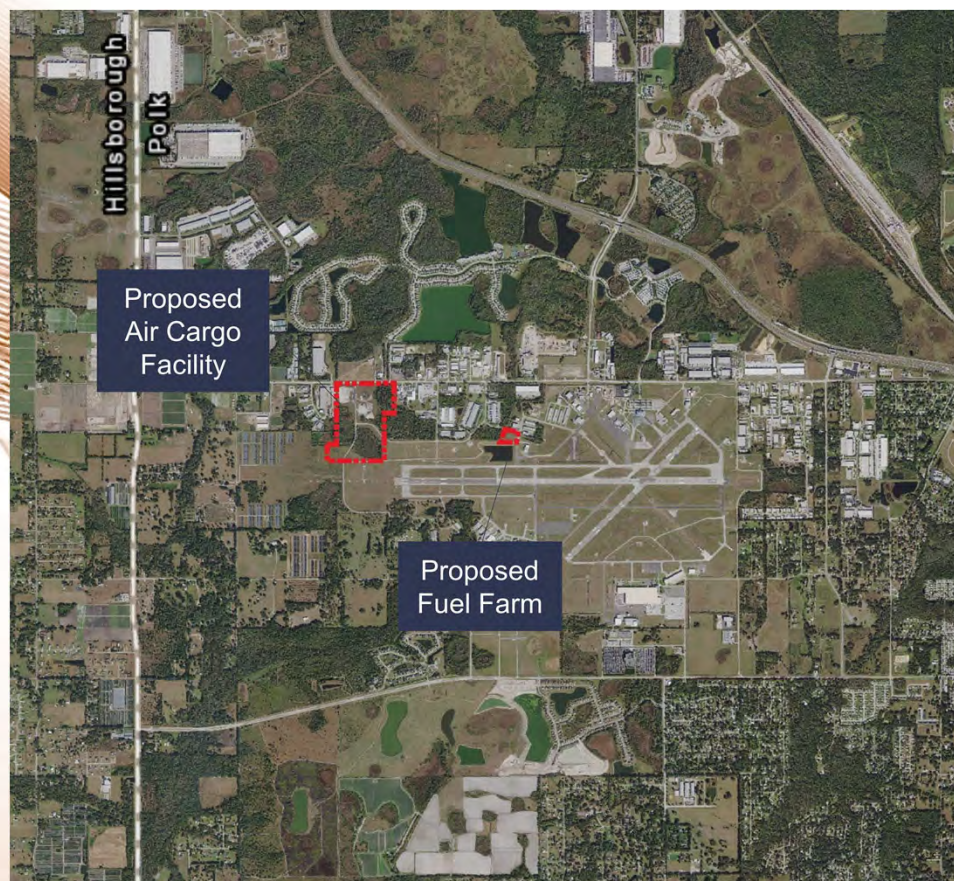 Hillsborough
Polk
Proposed
Air Cargo
Facility
Proposed
Fuel Farm